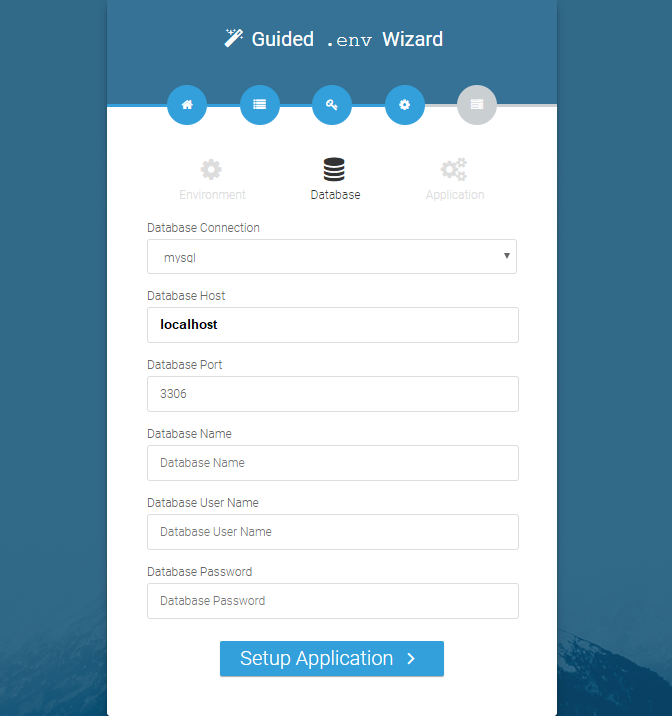 Guided .env Wizard
Environment
Database
Application
Database Connection
mysql
Database Host
localhost
Database Port
3306
Database Name
Database Name
Database User Name
Database User Name
Database Password
Database Password
Setup Application